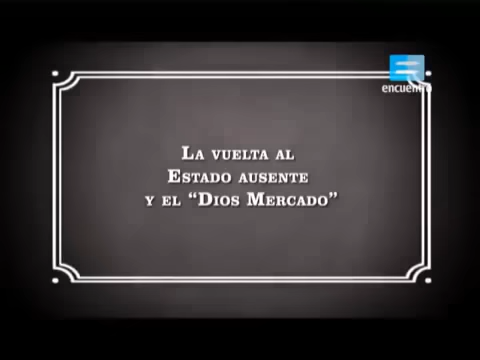 encuentro
LA VUELTA AL
ESTADO AUSENTE
Y EL “DIOS MERCADO”